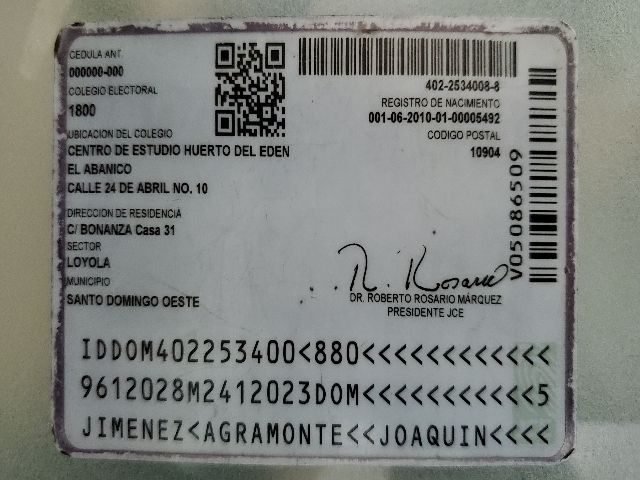 CEDULA ANT.
000000-000
COLEGIO ELECTORAL
1800
UBICACION DEL COLEGIO
CENTRO DE ESTUDIO HUERTO DEL EDEN
EL ABANICO
CALLE 24 DE ABRIL NO. 10
DIRECCION DE RESIDENCIA
C/ BONANZA Casa 31
SECTOR
LOYOLA
MUNICIPIO
SANTO DOMINGO OESTE
402-2534008-8
REGISTRO DE NACIMIENTO
001-06-2010-01-00005492
CODIGO POSTAL
10904
V05086509
R. Rosario
DR. ROBERTO ROSARIO MÁRQUEZ
PRESIDENTE JCE
IDDOM402253400<880<<<<<<<<<<<<
9612028M2412023DOM<<<<<<<<<<<5
JIMENEZ<AGRAMONTE<<JOAQUIN<<<<